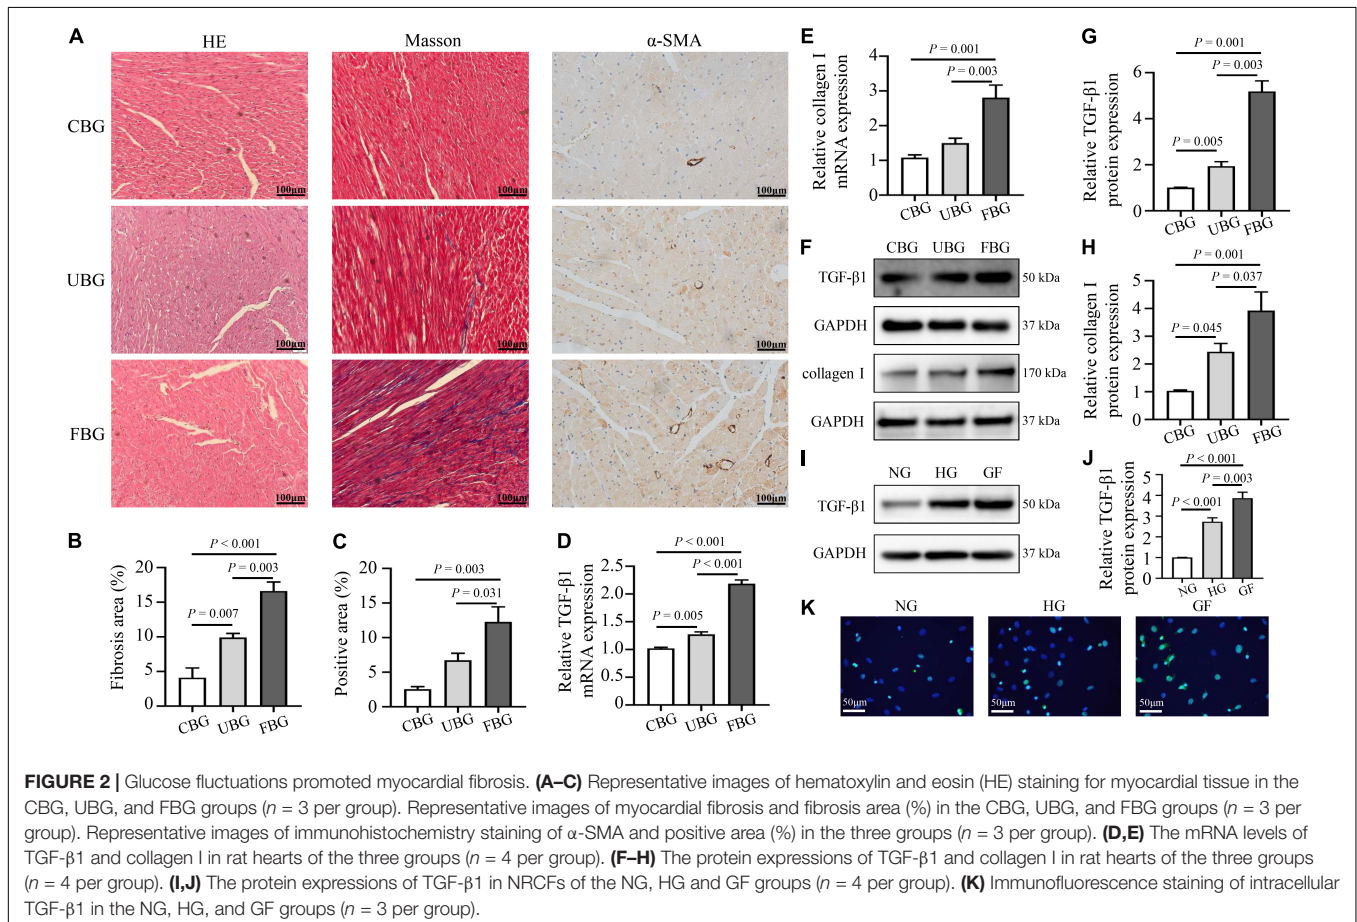 A
HE
Masson
α-SMA
CBG
100μm
100μm
100μm
UBG
100μm
100μm
100μm
FBG
100μm
100μm
100μm
B
Fibrosis area (%)
P < 0.001
P = 0.003
P = 0.007
20
15
10
5
0
CBG
UBG
FBG
C
Positive area (%)
P = 0.003
P = 0.031
20
15
10
5
0
CBG
UBG
FBG
D
Relative TGF-β1
mRNA expression
P < 0.001
P < 0.001
P = 0.005
2.5
2.0
1.5
1.0
0.5
0
CBG
UBG
FBG
E
Relative collagen I
mRNA expression
P = 0.001
P = 0.003
4
3
2
1
0
CBG
UBG
FBG
F
CBG UBG FBG
TGF-β1 50 kDa
GAPDH 37 kDa
collagen I 170 kDa
GAPDH 37 kDa
G
Relative TGF-β1
protein expression
P = 0.001
P = 0.003
P = 0.005
6
4
2
0
CBG
UBG
FBG
H
Relative collagen I
protein expression
P = 0.001
P = 0.037
P = 0.045
5
4
3
2
1
0
CBG
UBG
FBG
I
NG HG GF
TGF-β1 50 kDa
GAPDH 37 kDa
J
Relative TGF-β1
protein expression
P < 0.001
P = 0.003
P < 0.001
5
4
3
2
1
0
NG
HG
GF
K
NG
HG
GF
50μm
50μm
50μm
FIGURE 2 | Glucose fluctuations promoted myocardial fibrosis. (A–C) Representative images of hematoxylin and eosin (HE) staining for myocardial tissue in the
CBG, UBG, and FBG groups (n = 3 per group). Representative images of myocardial fibrosis and fibrosis area (%) in the CBG, UBG, and FBG groups (n = 3 per
group). Representative images of immunohistochemistry staining of α-SMA and positive area (%) in the three groups (n = 3 per group). (D,E) The mRNA levels of
TGF-β1 and collagen I in rat hearts of the three groups (n = 4 per group). (F–H) The protein expressions of TGF-β1 and collagen I in rat hearts of the three groups
(n = 4 per group). (I,J) The protein expressions of TGF-β1 in NRCFs of the NG, HG and GF groups (n = 4 per group). (K) Immunofluorescence staining of intracellular
TGF-β1 in the NG, HG, and GF groups (n = 3 per group).